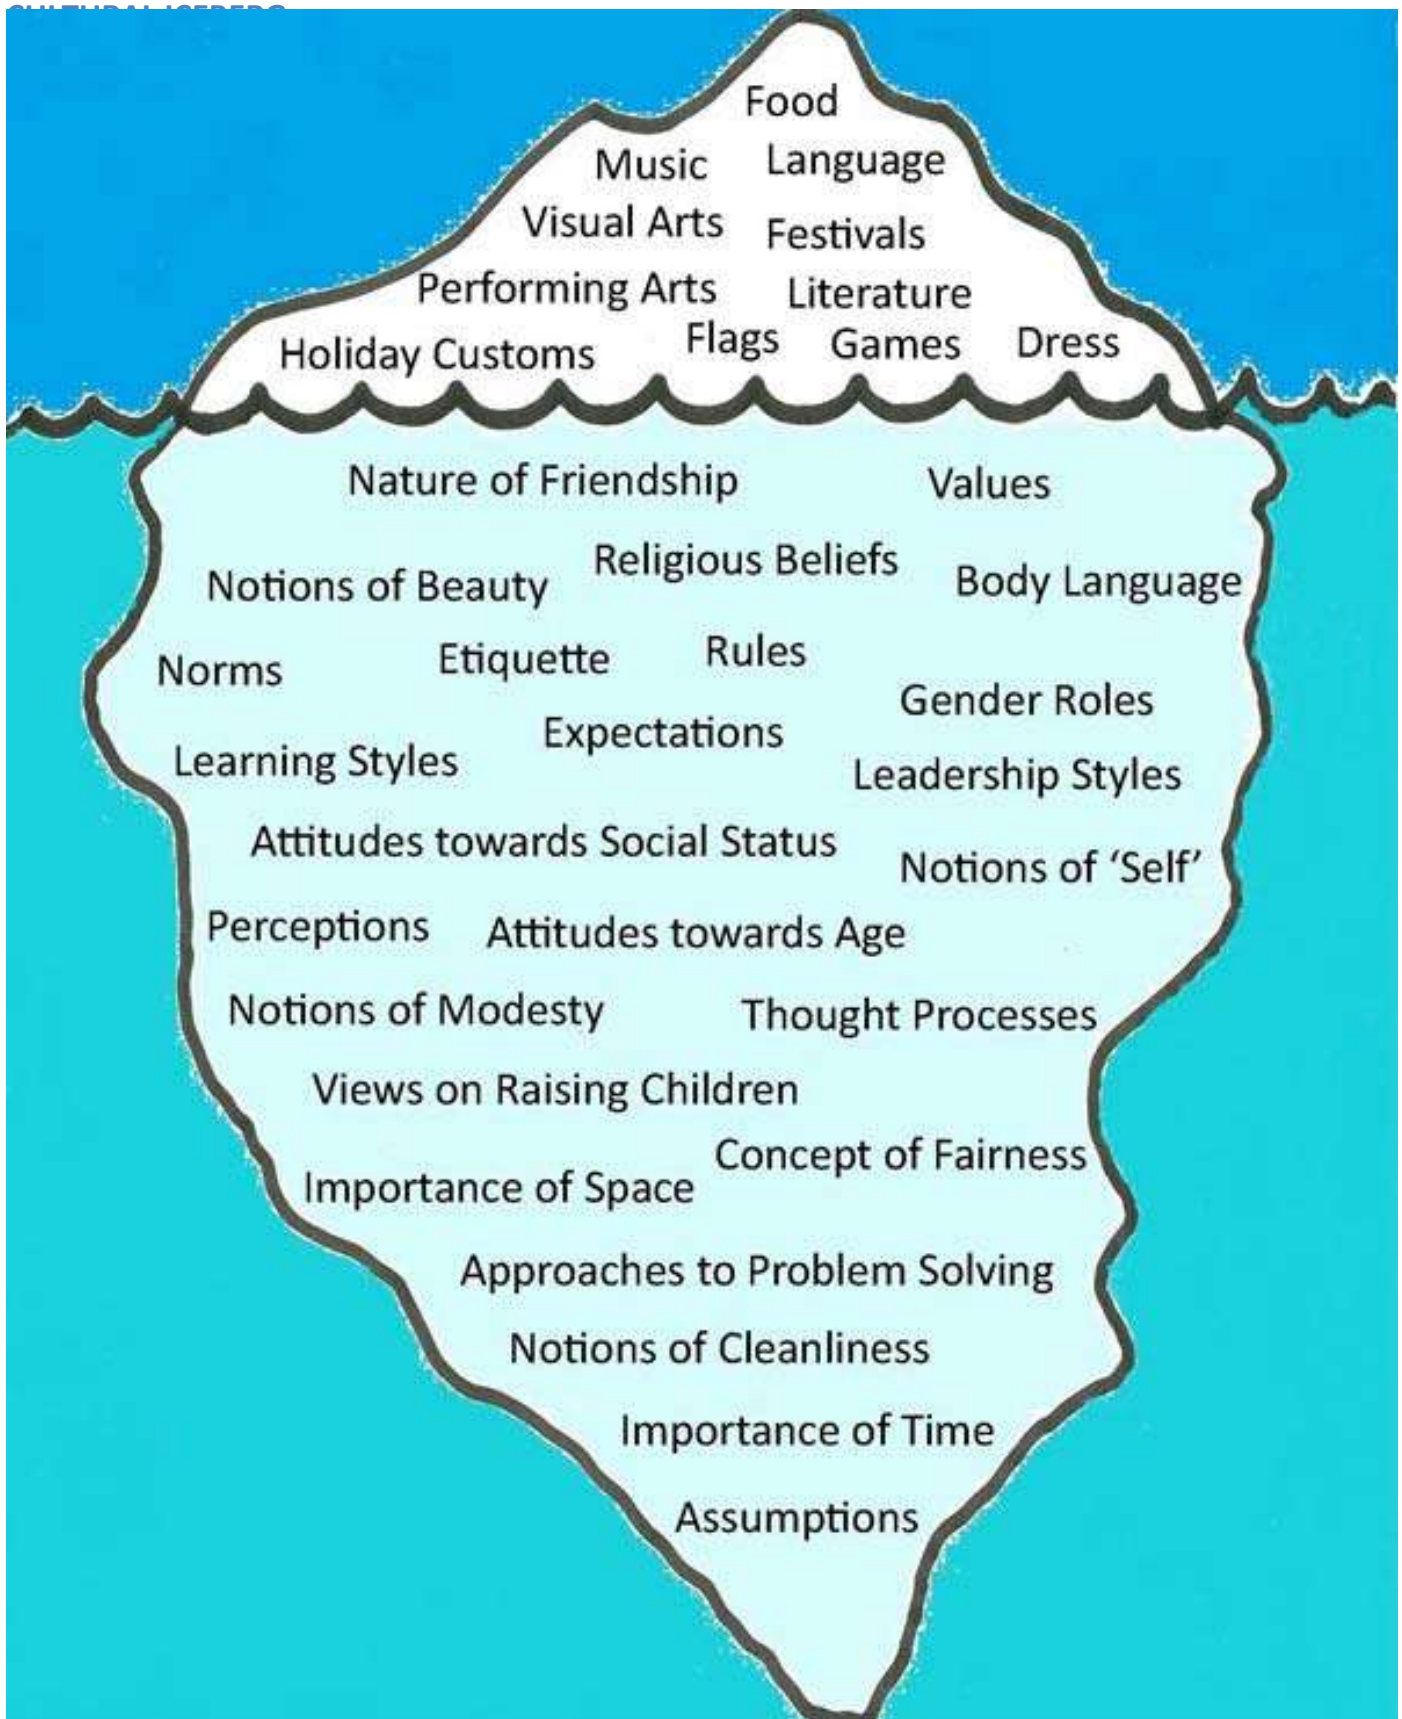 CULTURAL ICEBERG
Food
Music Language
Visual Arts Festivals
Performing Arts Literature
Holiday Customs Flags Games Dress
Nature of Friendship Values
Notions of Beauty Religious Beliefs Body Language
Norms Etiquette Rules
Gender Roles
Learning Styles Expectations
Leadership Styles
Attitudes towards Social Status
Notions of ‘Self’
Perceptions Attitudes towards Age
Notions of Modesty Thought Processes
Views on Raising Children
Concept of Fairness
Importance of Space
Approaches to Problem Solving
Notions of Cleanliness
Importance of Time
Assumptions